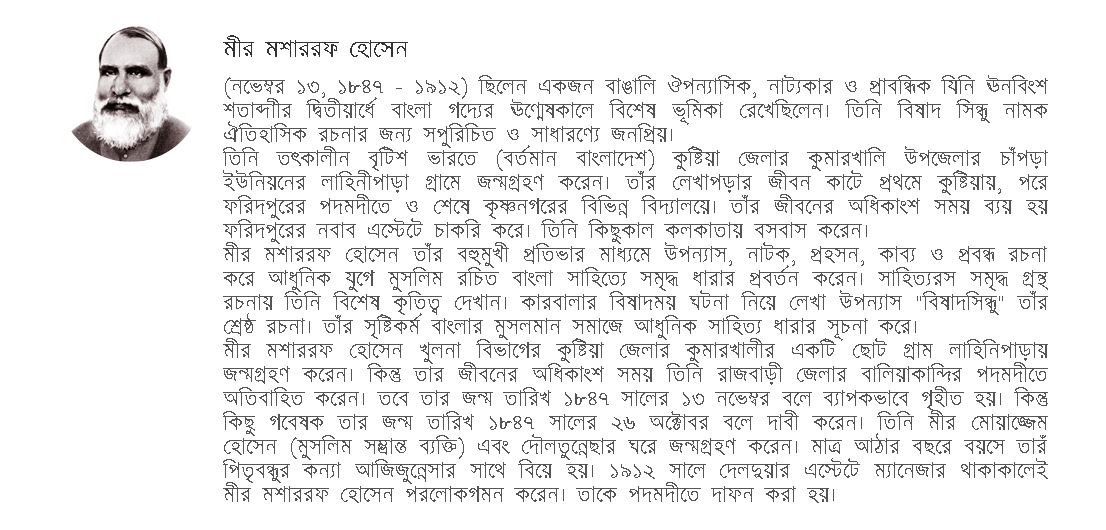 মীর মশাররফ হোসেন
(নভেম্বর ১৩, ১৮৪৭ - ১৯১২) ছিলেন একজন বাঙালি ঔপন্যাসিক, নাট্যকার ও প্রাবন্ধিক যিনি ঊনবিংশ
শতাব্দীর দ্বিতীয়ার্ধে বাংলা গদ্যের ঊণ্মেষকালে বিশেষ ভূমিকা রেখেছিলেন। তিনি বিষাদ সিন্ধু নামক
ঐতিহাসিক রচনার জন্য সপুরিচিত ও সাধারণ্যে জনপ্রিয়।
তিনি তৎকালীন বৃটিশ ভারতে (বর্তমান বাংলাদেশ) কুষ্টিয়া জেলার কুমারখালি উপজেলার চাঁপড়া
ইউনিয়নের লাহিনীপাড়া গ্রামে জন্মগ্রহণ করেন। তাঁর লেখাপড়ার জীবন কাটে প্রথমে কুষ্টিয়ায়, পরে
ফরিদপুরের পদমদীতে ও শেষে কৃষ্ণনগরের বিভিন্ন বিদ্যালয়ে। তাঁর জীবনের অধিকাংশ সময় ব্যয় হয়
ফরিদপুরের নবাব এস্টেটে চাকরি করে। তিনি কিছুকাল কলকাতায় বসবাস করেন।
মীর মশাররফ হোসেন তাঁর বহুমুখী প্রতিভার মাধ্যমে উপন্যাস, নাটক, প্রহসন, কাব্য ও প্রবন্ধ রচনা
করে আধুনিক যুগে মুসলিম রচিত বাংলা সাহিত্যে সমৃদ্ধ ধারার প্রবর্তন করেন। সাহিত্যরস সমৃদ্ধ গ্রন্থ
রচনায় তিনি বিশেষ কৃতিত্ব দেখান। কারবালার বিষাদময় ঘটনা নিয়ে লেখা উপন্যাস "বিষাদসিন্ধু" তাঁর
শ্রেষ্ঠ রচনা। তাঁর সৃষ্টিকর্ম বাংলার মুসলমান সমাজে আধুনিক সাহিত্য ধারার সূচনা করে।
মীর মশাররফ হোসেন খুলনা বিভাগের কুষ্টিয়া জেলার কুমারখালীর একটি ছোট গ্রাম লাহিনিপাড়ায়
জন্মগ্রহণ করেন। কিন্তু তার জীবনের অধিকাংশ সময় তিনি রাজবাড়ী জেলার বালিয়াকান্দির পদমদীতে
অতিবাহিত করেন। তবে তার জন্ম তারিখ ১৮৪৭ সালের ১৩ নভেম্বর বলে ব্যাপকভাবে গৃহীত হয়। কিন্তু
কিছু গবেষক তার জন্ম তারিখ ১৮৪৭ সালের ২৬ অক্টোবর বলে দাবী করেন। তিনি মীর মোয়াজ্জেম
হোসেন (মুসলিম সম্ভ্রান্ত ব্যক্তি) এবং দৌলতুন্নেছার ঘরে জন্মগ্রহণ করেন। মাত্র আঠার বছরে বয়সে তারঁ
পিতৃবন্ধুর কন্যা আজিজুন্নেসার সাথে বিয়ে হয়। ১৯১২ সালে দেলদুয়ার এস্টেটে ম্যানেজার থাকাকালেই
মীর মশাররফ হোসেন পরলোকগমন করেন। তাকে পদমদীতে দাফন করা হয়।